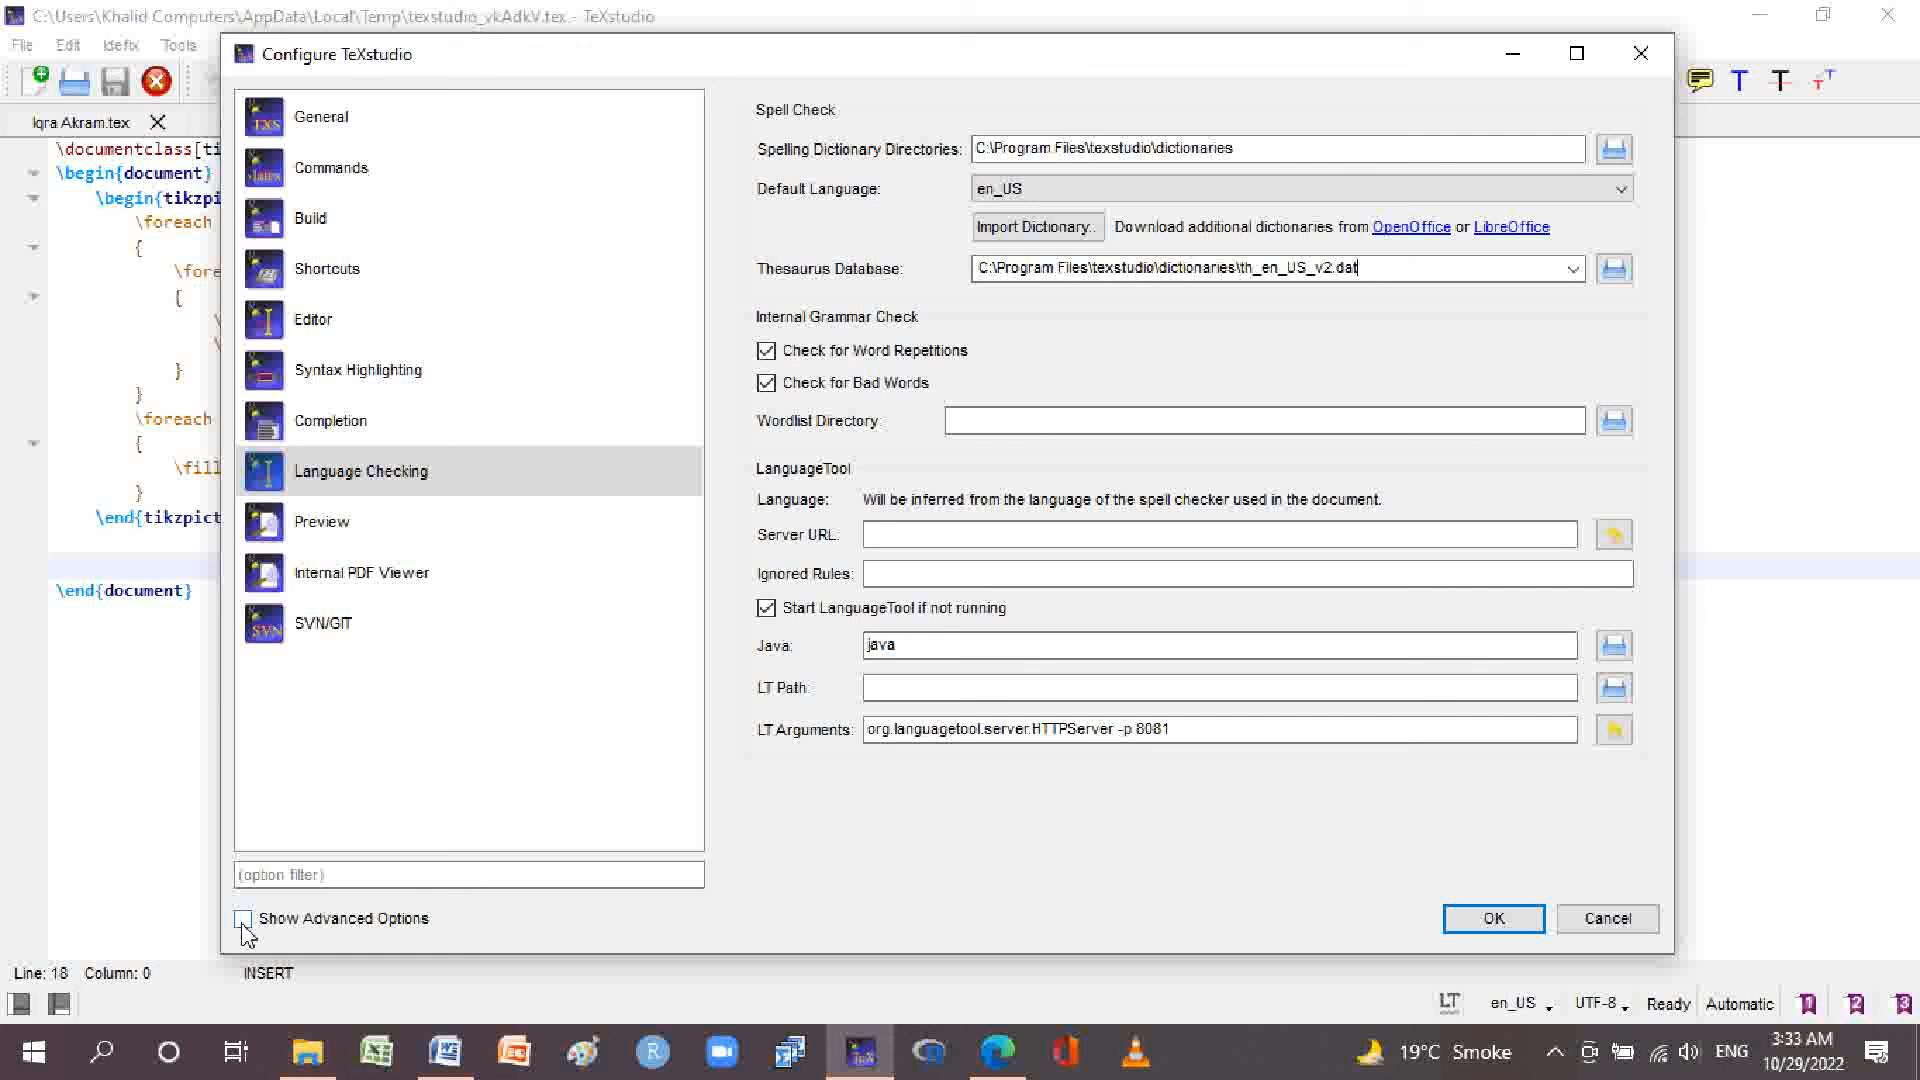 C:\Users\Khalid Computers\AppData\Local\Temp\texstudio_vkAdkV.tex - TeXstudio
File Edit Idefix Tools
Configure TeXstudio
Iqra Akram.tex
\documentclass[ti
\begin{document}
\begin{tikzpi
\foreach
{
\fore
{
\
\
}
}
\foreach
{
\fill
}
\end{tikzpict
\end{document}
General
Commands
Build
Shortcuts
Editor
Syntax Highlighting
Completion
Language Checking
Preview
Internal PDF Viewer
SVN
SVN/GIT
(option filter)
Show Advanced Options
Spell Check
Spelling Dictionary Directories: C:\Program Files\texstudio\dictionaries
Default Language: en_US
Import Dictionary.. Download additional dictionaries from OpenOffice or LibreOffice
Thesaurus Database: C:\Program Files\texstudio\dictionaries\th_en_US_v2.dat
Internal Grammar Check
Check for Word Repetitions
Check for Bad Words
Wordlist Directory:
LanguageTool
Language: Will be inferred from the language of the spell checker used in the document.
Server URL:
Ignored Rules:
Start LanguageTool if not running
Java: java
LT Path:
LT Arguments: org.languagetool.server.HTTPServer -p 8081
OK Cancel
Line: 18 Column: 0 INSERT
LT en_US UTF-8 Ready Automatic 1 2 3
19°C Smoke ENG 3:33 AM
10/29/2022